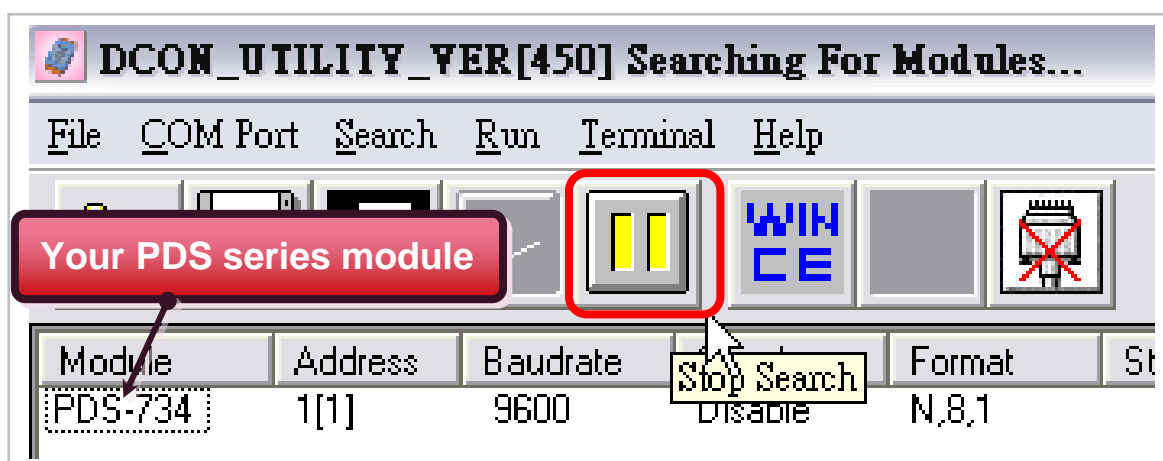 DCON_UTILITY_VER[450] Searching For Modules...
File COM Port Search Run Terminal Help
WIN
CE
Your PDS series module
Module Address Baudrate Format
Stop Search
PDS-734 1[1] 9600 Disable N,8,1